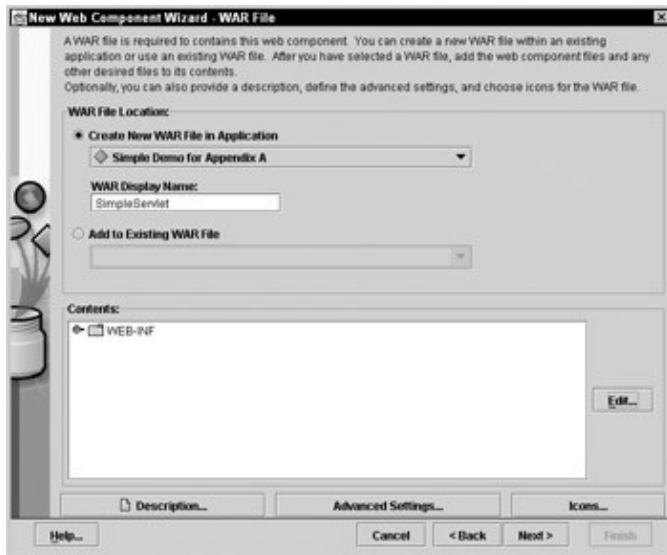 New Web Component Wizard - WAR File
A WAR file is required to contains this web component. You can create a new WAR file within an existing
application or use an existing WAR file. After you have selected a WAR file, add the web component files and any
other desired files to its contents.
Optionally, you can also provide a description, define the advanced settings, and choose icons for the WAR file.
WAR File Location:
Create New WAR File in Application
Simple Demo for Appendix A
WAR Display Name:
SimpleServlet
Add to Existing WAR File
Contents:
WEB-INF
Edit...
Description...
Advanced Settings...
Icons...
Help...
Cancel
< Back
Next >
Finish